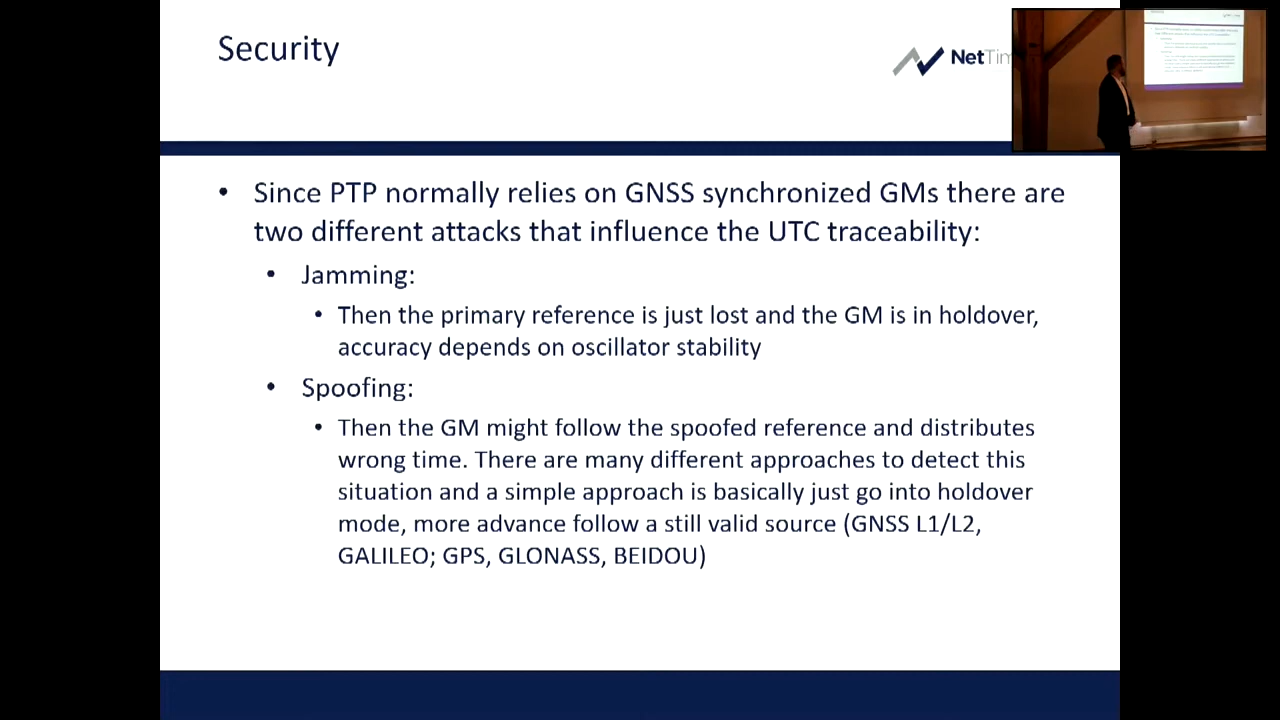 Security
NetTim
• Since PTP normally relies on GNSS synchronized GMs there are
two different attacks that influence the UTC traceability:
• Jamming:
• Then the primary reference is just lost and the GM is in holdover,
accuracy depends on oscillator stability
• Spoofing:
• Then the GM might follow the spoofed reference and distributes
wrong time. There are many different approaches to detect this
situation and a simple approach is basically just go into holdover
mode, more advance follow a still valid source (GNSS L1/L2,
GALILEO; GPS, GLONASS, BEIDOU)